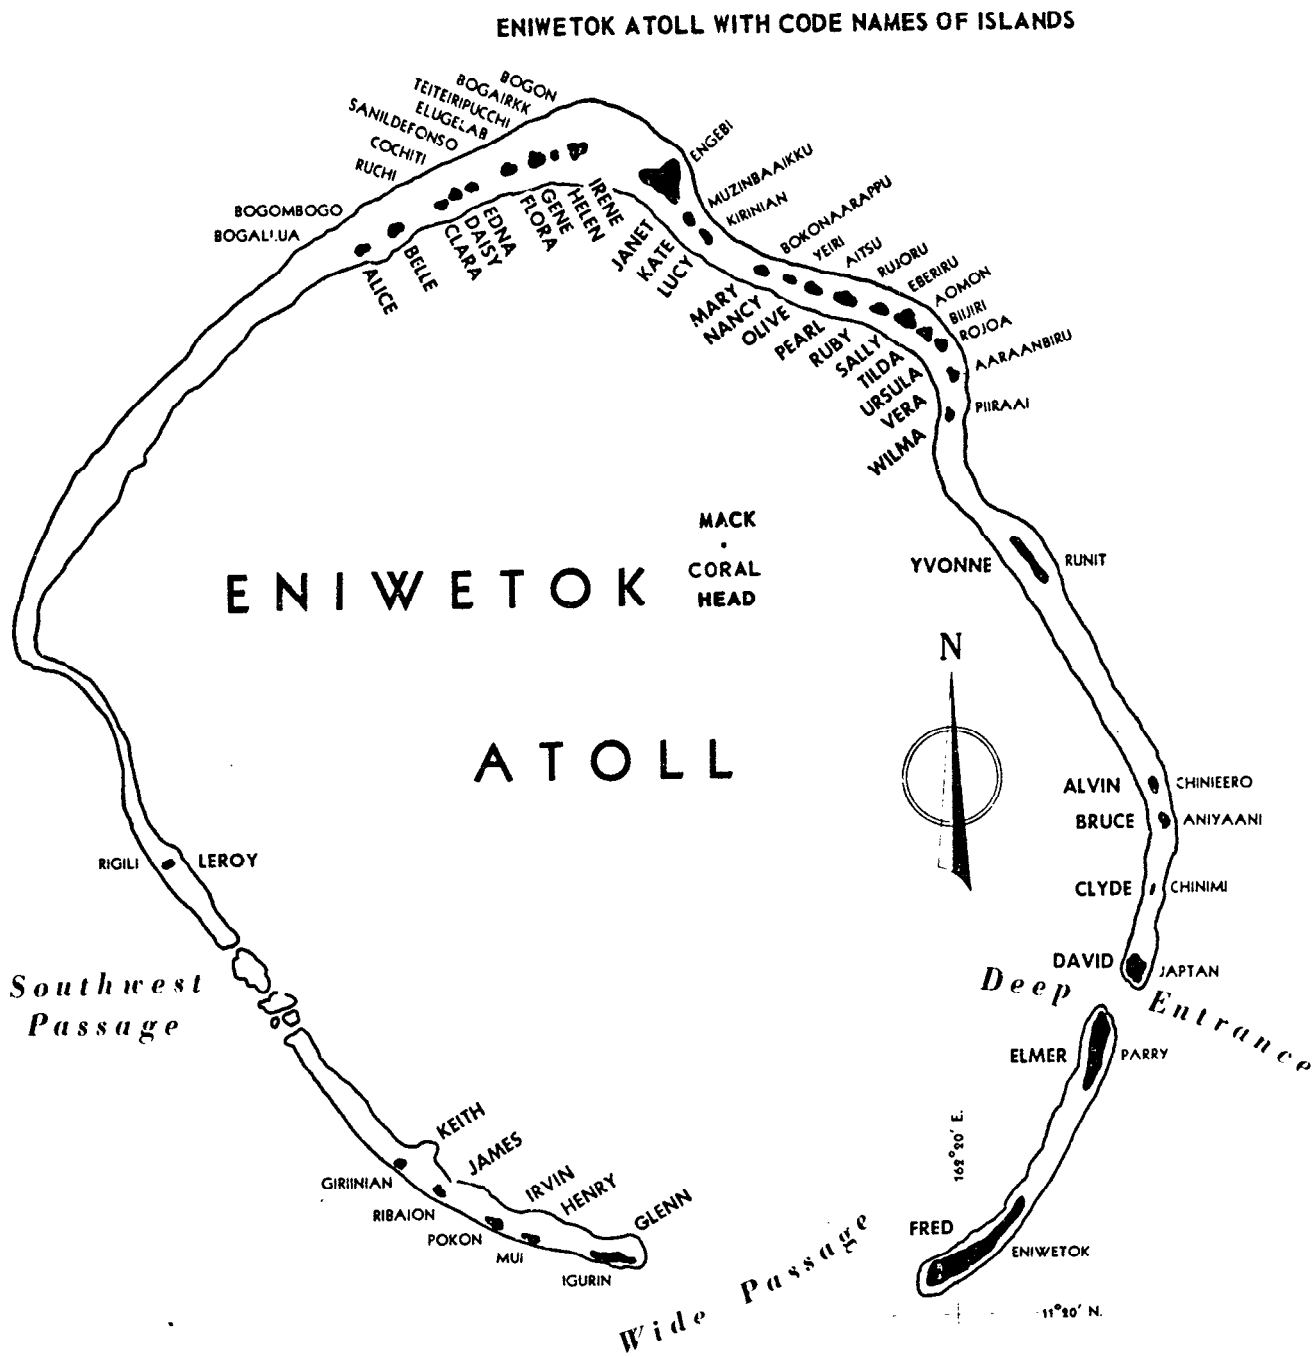 ENIWETOK ATOLL WITH CODE NAMES OF ISLANDS
BOGON
BOGAIRKK
TEITEIRIPUCCHI
ELUGELAB
SANILDEFONSO
COCHITI
RUCHI
BOGOMBOGO
ALICE
BELLE
CLARA
DAISY
EDNA
FLORA
GENE
HELEN
IRENE
ENGEBI
MUZINBAAIKKU
KIRINIAN
BOKONAARAPPU
YEIRI
AITSU
RUJORU
EBERIRU
AOMON
BIIJIRI
ROJOA
AARAANBIRU
PIIRAAI
JANET
KATE
LUCY
MARY
NANCY
OLIVE
PEARL
RUBY
SALLY
TILDA
URSULA
VERA
WILMA
MACK
CORAL
HEAD
YVONNE
RUNIT
ENIWETOK
ATOLL
N
ALVIN
CHINIEERO
BRUCE
ANIYAANI
CLYDE
CHINIMI
DAVID
JAPTAN
Deep Entrance
ELMER
PARRY
RIGILI
LEROY
Southwest
Passage
KEITH
JAMES
IRVIN
HENRY
GLENN
GIRIINIAN
RIBAION
POKON
MUI
IGURIN
Wide Passage
FRED
ENIWETOK
162°20' E.
11°20' N.